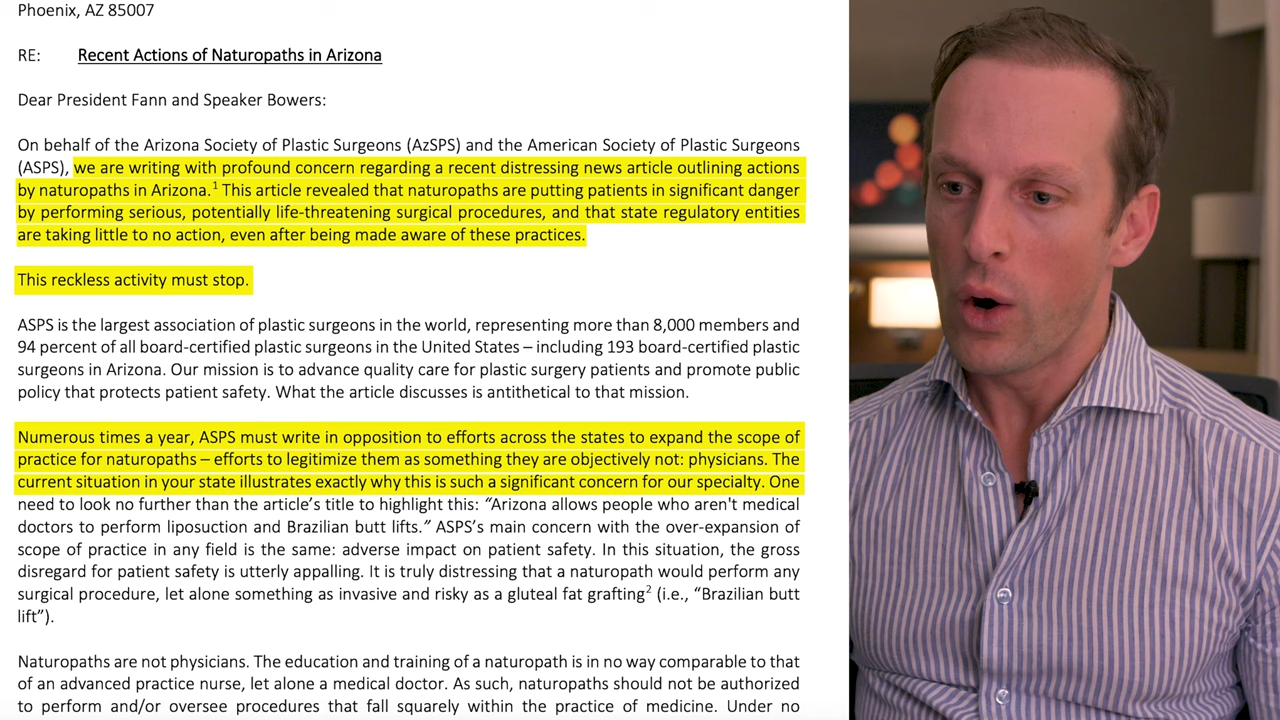 Phoenix, AZ 85007
RE: Recent Actions of Naturopaths in Arizona
Dear President Fann and Speaker Bowers:
On behalf of the Arizona Society of Plastic Surgeons (AzSPS) and the American Society of Plastic Surgeons
(ASPS), we are writing with profound concern regarding a recent distressing news article outlining actions
by naturopaths in Arizona.¹ This article revealed that naturopaths are putting patients in significant danger
by performing serious, potentially life-threatening surgical procedures, and that state regulatory entities
are taking little to no action, even after being made aware of these practices.
This reckless activity must stop.
ASPS is the largest association of plastic surgeons in the world, representing more than 8,000 members and
94 percent of all board-certified plastic surgeons in the United States – including 193 board-certified plastic
surgeons in Arizona. Our mission is to advance quality care for plastic surgery patients and promote public
policy that protects patient safety. What the article discusses is antithetical to that mission.
Numerous times a year, ASPS must write in opposition to efforts across the states to expand the scope of
practice for naturopaths – efforts to legitimize them as something they are objectively not: physicians. The
current situation in your state illustrates exactly why this is such a significant concern for our specialty. One
need to look no further than the article's title to highlight this: “Arizona allows people who aren't medical
doctors to perform liposuction and Brazilian butt lifts.” ASPS's main concern with the over-expansion of
scope of practice in any field is the same: adverse impact on patient safety. In this situation, the gross
disregard for patient safety is utterly appalling. It is truly distressing that a naturopath would perform any
surgical procedure, let alone something as invasive and risky as a gluteal fat grafting² (i.e., “Brazilian butt
lift”).
Naturopaths are not physicians. The education and training of a naturopath is in no way comparable to that
of an advanced practice nurse, let alone a medical doctor. As such, naturopaths should not be authorized
to perform and/or oversee procedures that fall squarely within the practice of medicine. Under no